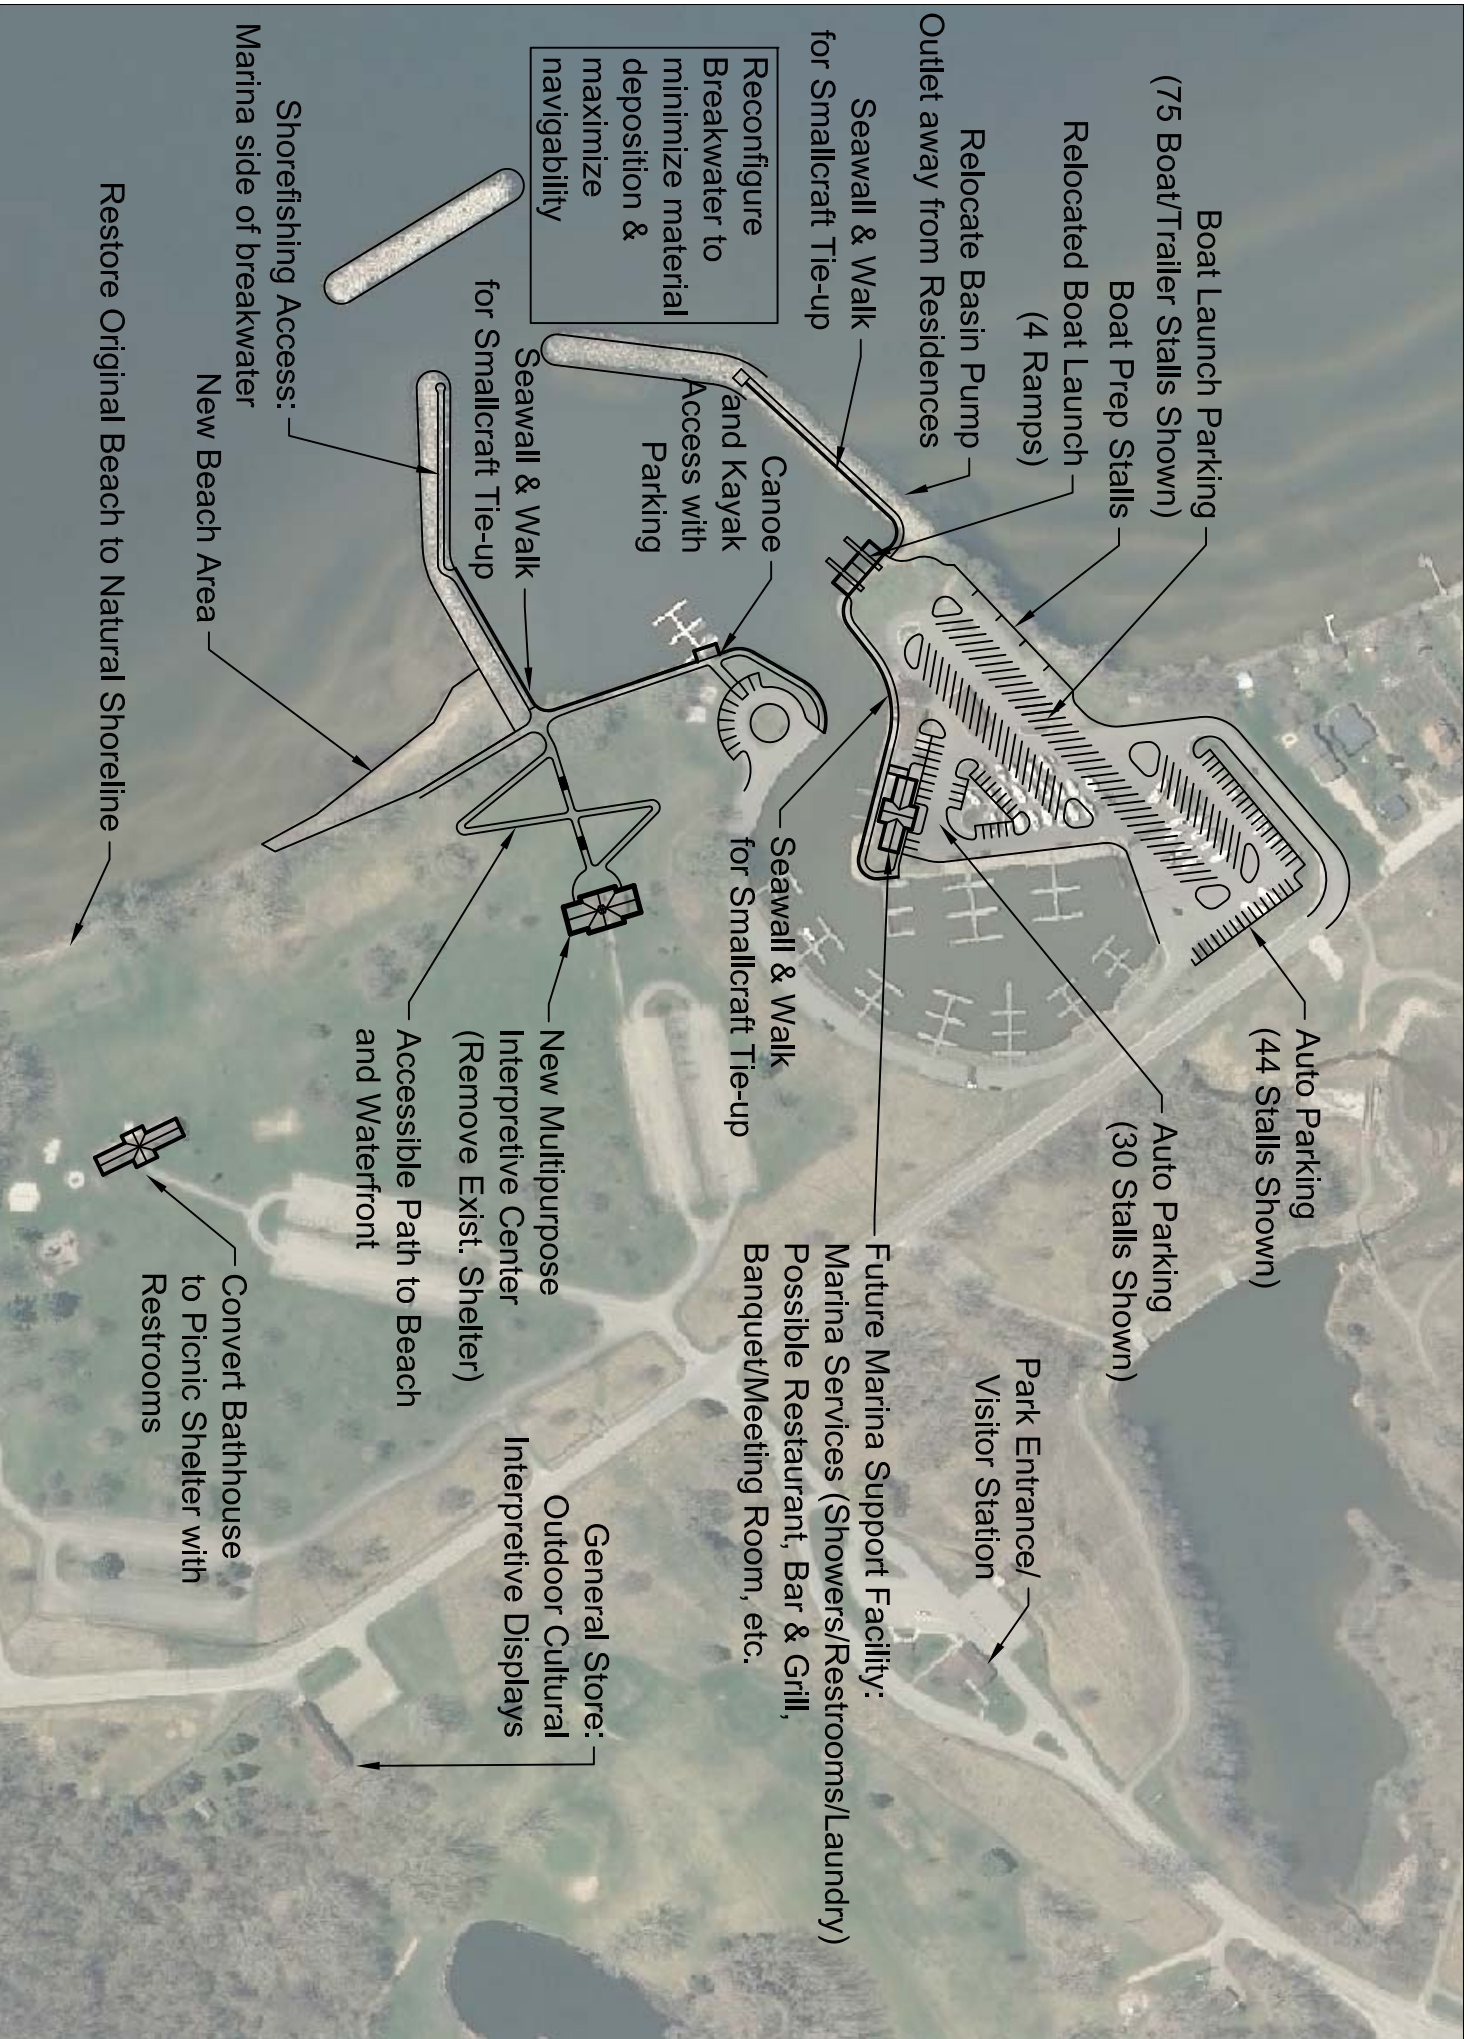 Boat Launch Parking
(75 Boat/Trailer Stalls Shown)
Boat Prep Stalls
Relocated Boat Launch
(4 Ramps)
Relocate Basin Pump
Outlet away from Residences
Seawall & Walk
for Smallcraft Tie-up
Reconfigure
Breakwater to
minimize material
deposition &
maximize
navigability
Canoe
and Kayak
Access with
Parking
Seawall & Walk
for Smallcraft Tie-up
Shorefishing Access:
Marina side of breakwater
New Beach Area
Restore Original Beach to Natural Shoreline
Seawall & Walk
for Smallcraft Tie-up
Auto Parking
(44 Stalls Shown)
Auto Parking
(30 Stalls Shown)
Park Entrance/
Visitor Station
Future Marina Support Facility:
Marina Services (Showers/Restrooms/Laundry)
Possible Restaurant, Bar & Grill,
Banquet/Meeting Room, etc.
New Multipurpose
Interpretive Center
(Remove Exist. Shelter)
Accessible Path to Beach
and Waterfront
General Store:
Outdoor Cultural
Interpretive Displays
Convert Bathhouse
to Picnic Shelter with
Restrooms